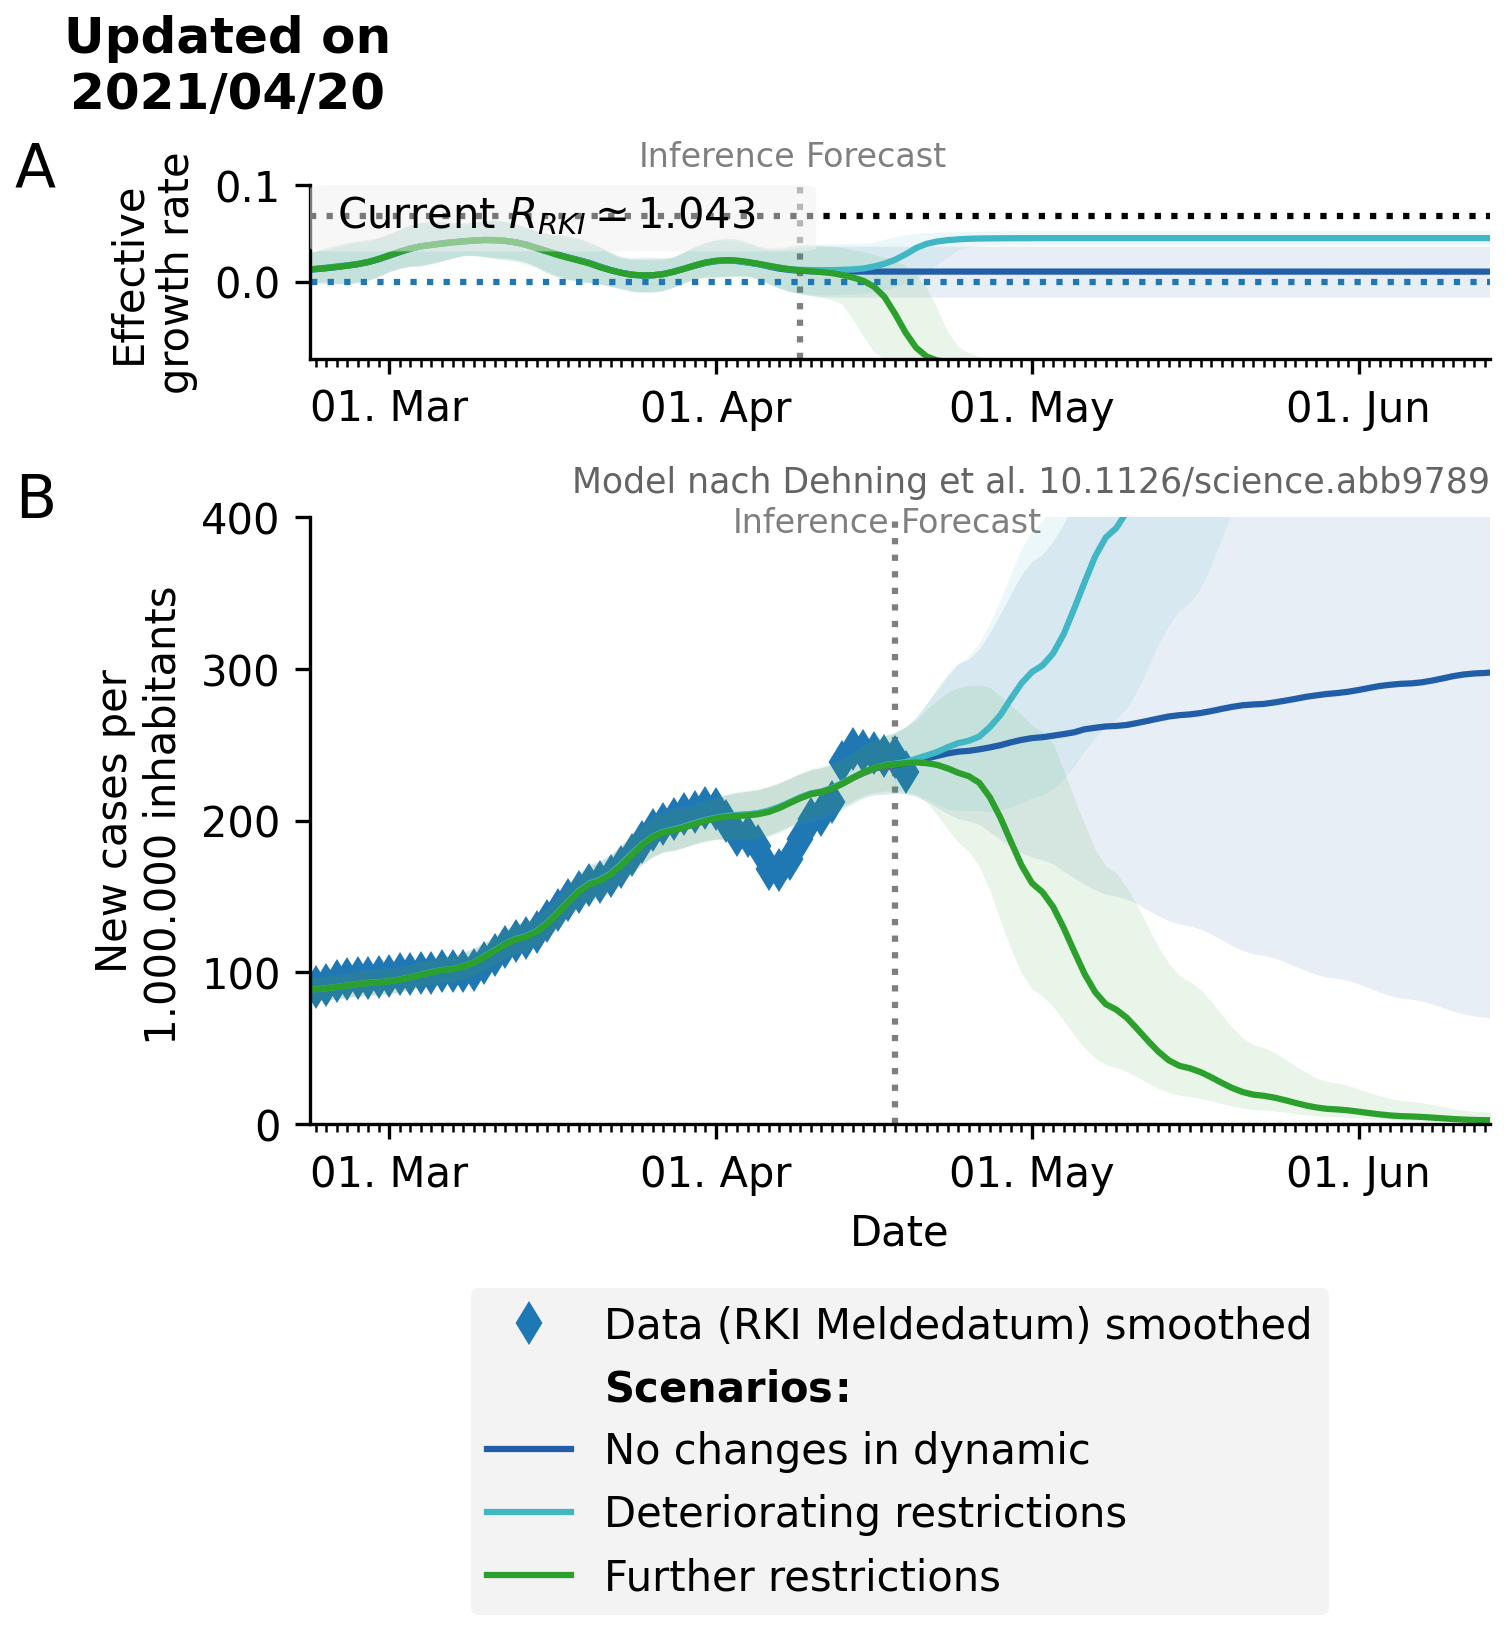 Updated on
2021/04/20
A
Inference Forecast
Effective
growth rate
0.1
0.0
Current R_RKI ≃ 1.043
01. Mar
01. Apr
01. May
01. Jun
B
Model nach Dehning et al. 10.1126/science.abb9789
Inference Forecast
New cases per
1.000.000 inhabitants
400
300
200
100
0
01. Mar
01. Apr
01. May
01. Jun
Date
Data (RKI Meldedatum) smoothed
Scenarios:
No changes in dynamic
Deteriorating restrictions
Further restrictions